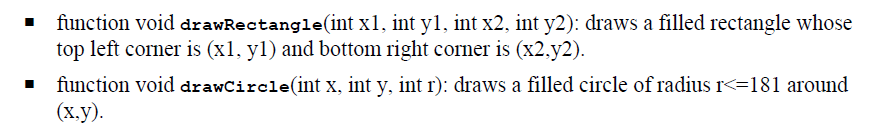 ▪ function void drawRectangle(int x1, int y1, int x2, int y2): draws a filled rectangle whose
top left corner is (x1, y1) and bottom right corner is (x2,y2).
▪ function void drawCircle(int x, int y, int r): draws a filled circle of radius r<=181 around
(x,y).